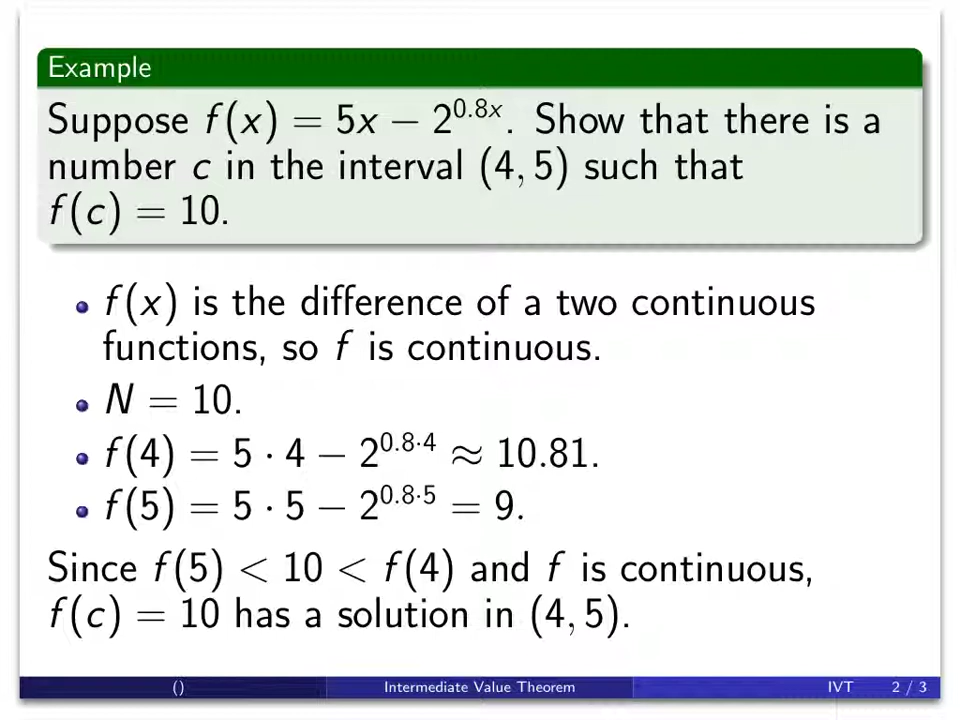 Example
Suppose f(x) = 5x − 2^{0.8x}. Show that there is a
number c in the interval (4, 5) such that
f(c) = 10.
• f(x) is the difference of a two continuous
functions, so f is continuous.
• N = 10.
• f(4) = 5 · 4 − 2^{0.8·4} ≈ 10.81.
• f(5) = 5 · 5 − 2^{0.8·5} = 9.
Since f(5) < 10 < f(4) and f is continuous,
f(c) = 10 has a solution in (4, 5).
() Intermediate Value Theorem IVT 2 / 3